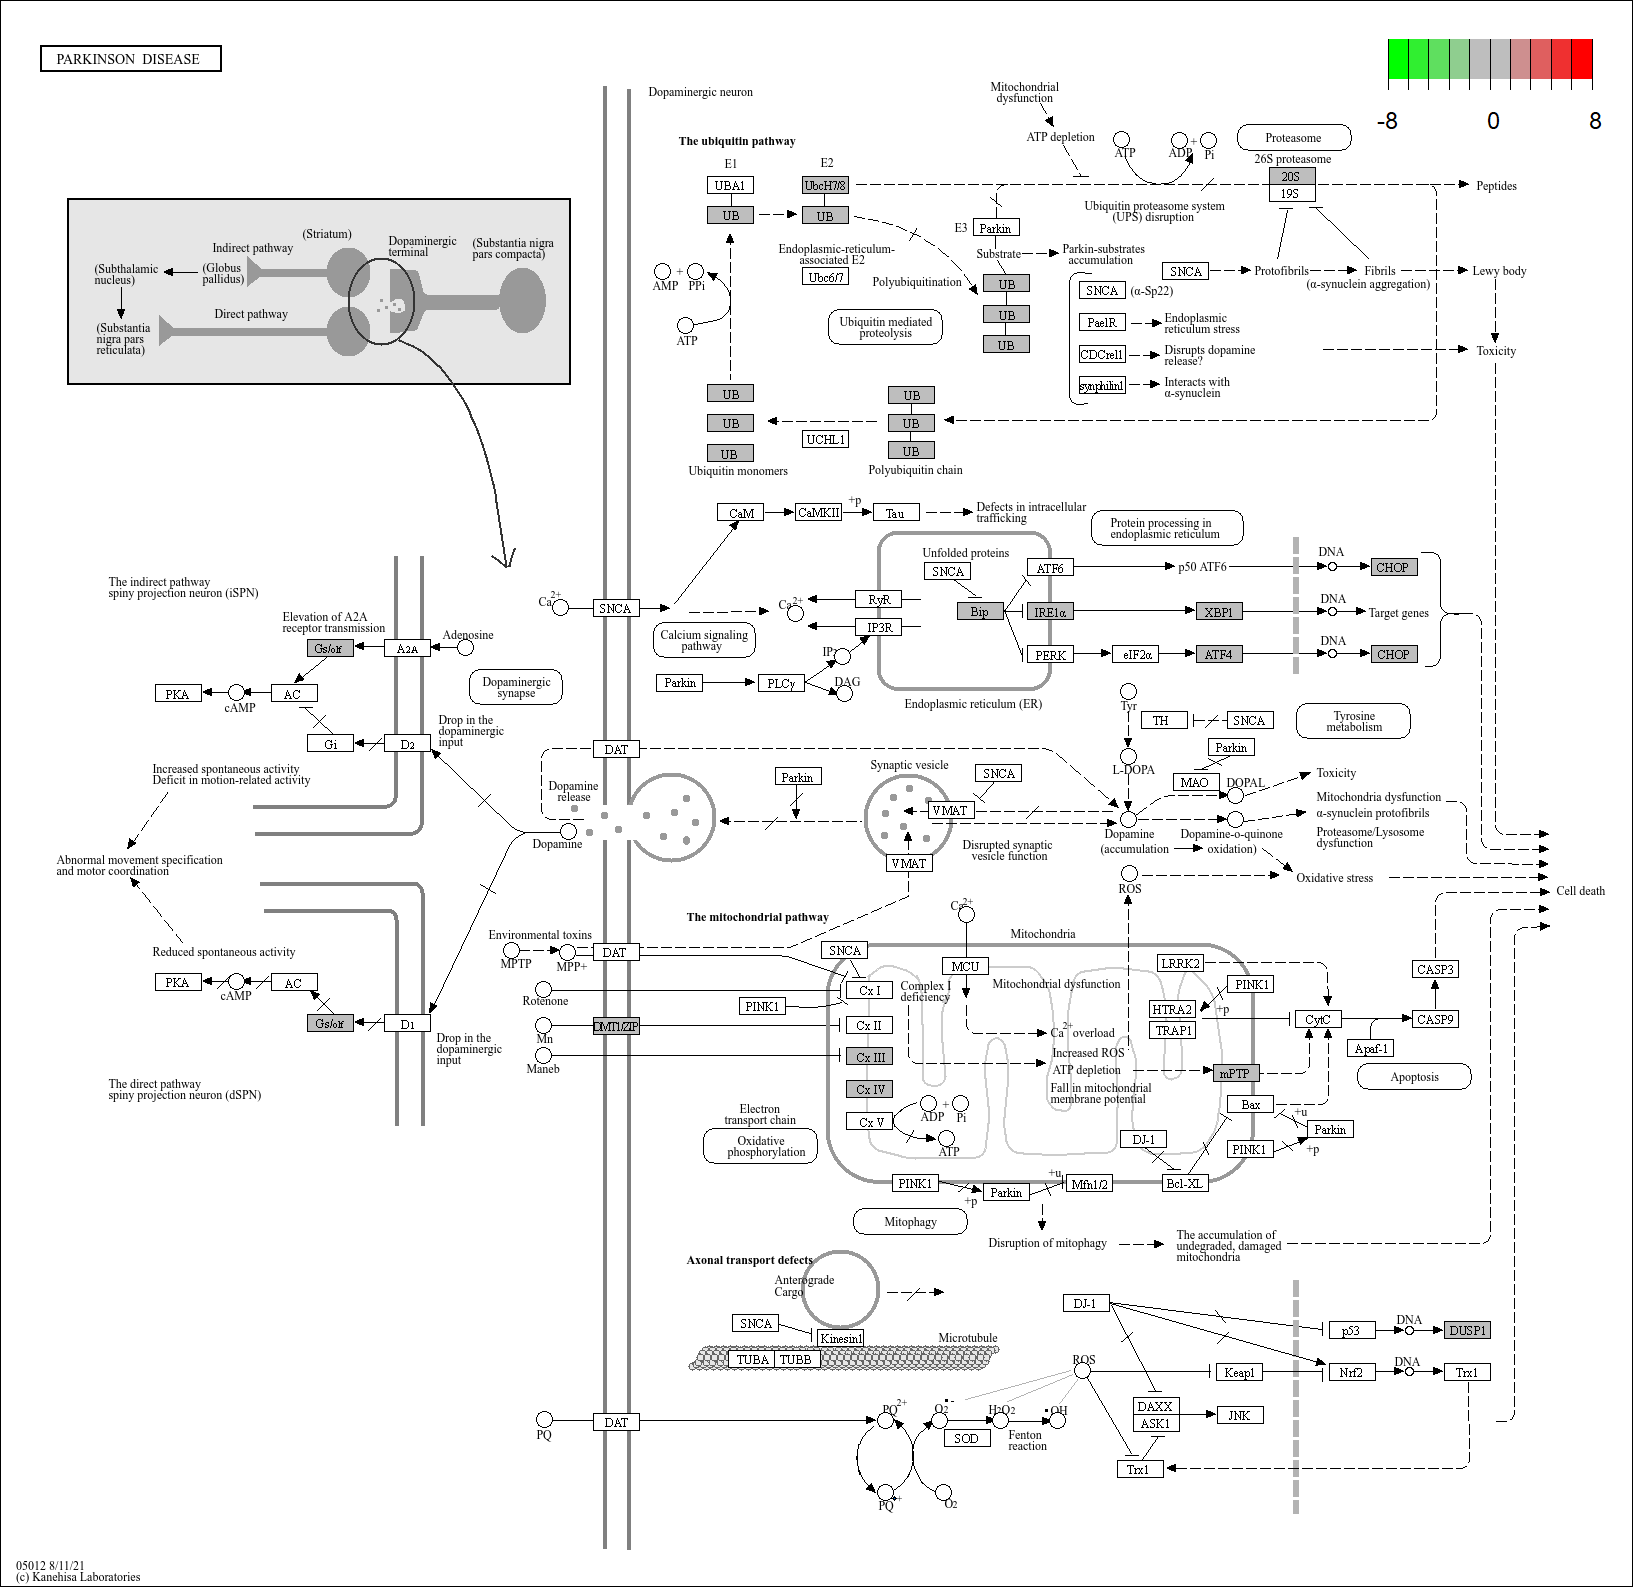 PARKINSON DISEASE
-8
0
8
Dopaminergic neuron
Mitochondrial
dysfunction
ATP depletion
ATP
ADP
+
Pi
Proteasome
26S proteasome
20S
19S
The ubiquitin pathway
E1
E2
UBA1
UbcH7/8
UB
UB
Peptides
Ubiquitin proteasome system
(UPS) disruption
E3
Parkin
Substrate
Parkin-substrates
accumulation
Endoplasmic-reticulum-
associated E2
Ubc6/7
Polyubiquitination
UB
UB
UB
SNCA
Protofibrils
Fibrils
(α-synuclein aggregation)
Lewy body
SNCA
(α-Sp22)
AMP
+
PPi
ATP
Ubiquitin mediated
proteolysis
PaelR
Endoplasmic
reticulum stress
CDCrel1
Disrupts dopamine
release?
Toxicity
synphilin1
Interacts with
α-synuclein
UB
UB
UB
Ubiquitin monomers
UCHL1
UB
UB
UB
Polyubiquitin chain
(Striatum)
Indirect pathway
Dopaminergic
terminal
(Substantia nigra
pars compacta)
(Subthalamic
nucleus)
(Globus
pallidus)
Direct pathway
(Substantia
nigra pars
reticulata)
CaM
CaMKII
+p
Tau
Defects in intracellular
trafficking
Protein processing in
endoplasmic reticulum
Unfolded proteins
SNCA
ATF6
p50 ATF6
DNA
CHOP
Ca2+
SNCA
Ca2+
RyR
IP3R
Bip
IRE1α
XBP1
DNA
Target genes
Calcium signaling
pathway
IP3
DAG
Parkin
PLCγ
PERK
eIF2α
ATF4
DNA
CHOP
Endoplasmic reticulum (ER)
The indirect pathway
spiny projection neuron (iSPN)
Elevation of A2A
receptor transmission
Gs/olf
A2A
Adenosine
PKA
cAMP
AC
Dopaminergic
synapse
Gi
D2
Drop in the
dopaminergic
input
Increased spontaneous activity
Deficit in motion-related activity
Abnormal movement specification
and motor coordination
Reduced spontaneous activity
PKA
cAMP
AC
Gs/olf
D1
Drop in the
dopaminergic
input
The direct pathway
spiny projection neuron (dSPN)
DAT
Dopamine
release
Dopamine
Parkin
Synaptic vesicle
SNCA
VMAT
VMAT
Disrupted synaptic
vesicle function
Tyr
TH
SNCA
Tyrosine
metabolism
Parkin
L-DOPA
MAO
DOPAL
Toxicity
Dopamine
(accumulation
Dopamine-o-quinone
oxidation)
Mitochondria dysfunction
α-synuclein protofibrils
Proteasome/Lysosome
dysfunction
ROS
Oxidative stress
Cell death
The mitochondrial pathway
Environmental toxins
MPTP
MPP+
DAT
Rotenone
Mn
DMT1/ZIP
Maneb
SNCA
PINK1
Cx I
Cx II
Cx III
Cx IV
Cx V
Complex I
deficiency
Ca2+
MCU
Mitochondria
Mitochondrial dysfunction
Ca2+ overload
Increased ROS
ATP depletion
Fall in mitochondrial
membrane potential
ADP
+
Pi
ATP
Electron
transport chain
Oxidative
phosphorylation
LRRK2
PINK1
HTRA2
+p
TRAP1
CytC
CASP3
CASP9
Apaf-1
Apoptosis
mPTP
Bax
+u
Parkin
PINK1
+p
DJ-1
Bcl-XL
PINK1
+p
Parkin
+u
Mfn1/2
Mitophagy
Disruption of mitophagy
The accumulation of
undegraded, damaged
mitochondria
Axonal transport defects
Anterograde
Cargo
SNCA
Kinesin1
Microtubule
TUBA
TUBB
DJ-1
p53
DNA
DUSP1
ROS
Keap1
Nrf2
DNA
Trx1
PQ
DAT
PQ2+
O2•-
H2O2
•OH
SOD
Fenton
reaction
DAXX
ASK1
JNK
Trx1
PQ•+
O2
05012 8/11/21
(c) Kanehisa Laboratories